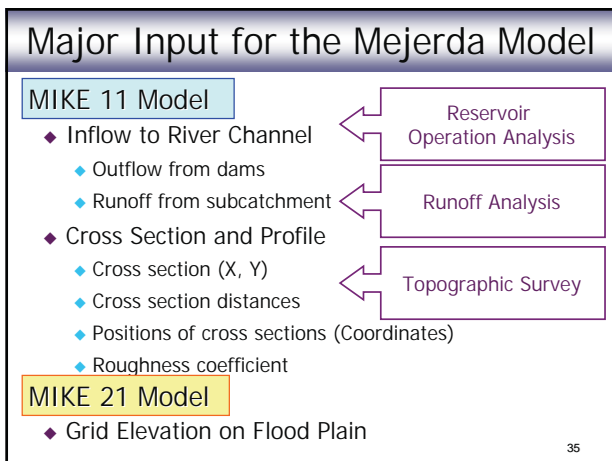 Major Input for the Mejerda Model
MIKE 11 Model
Inflow to River Channel
Outflow from dams
Runoff from subcatchment
Cross Section and Profile
Cross section (X, Y)
Cross section distances
Positions of cross sections (Coordinates)
Roughness coefficient
Reservoir
Operation Analysis
Runoff Analysis
Topographic Survey
MIKE 21 Model
Grid Elevation on Flood Plain
35